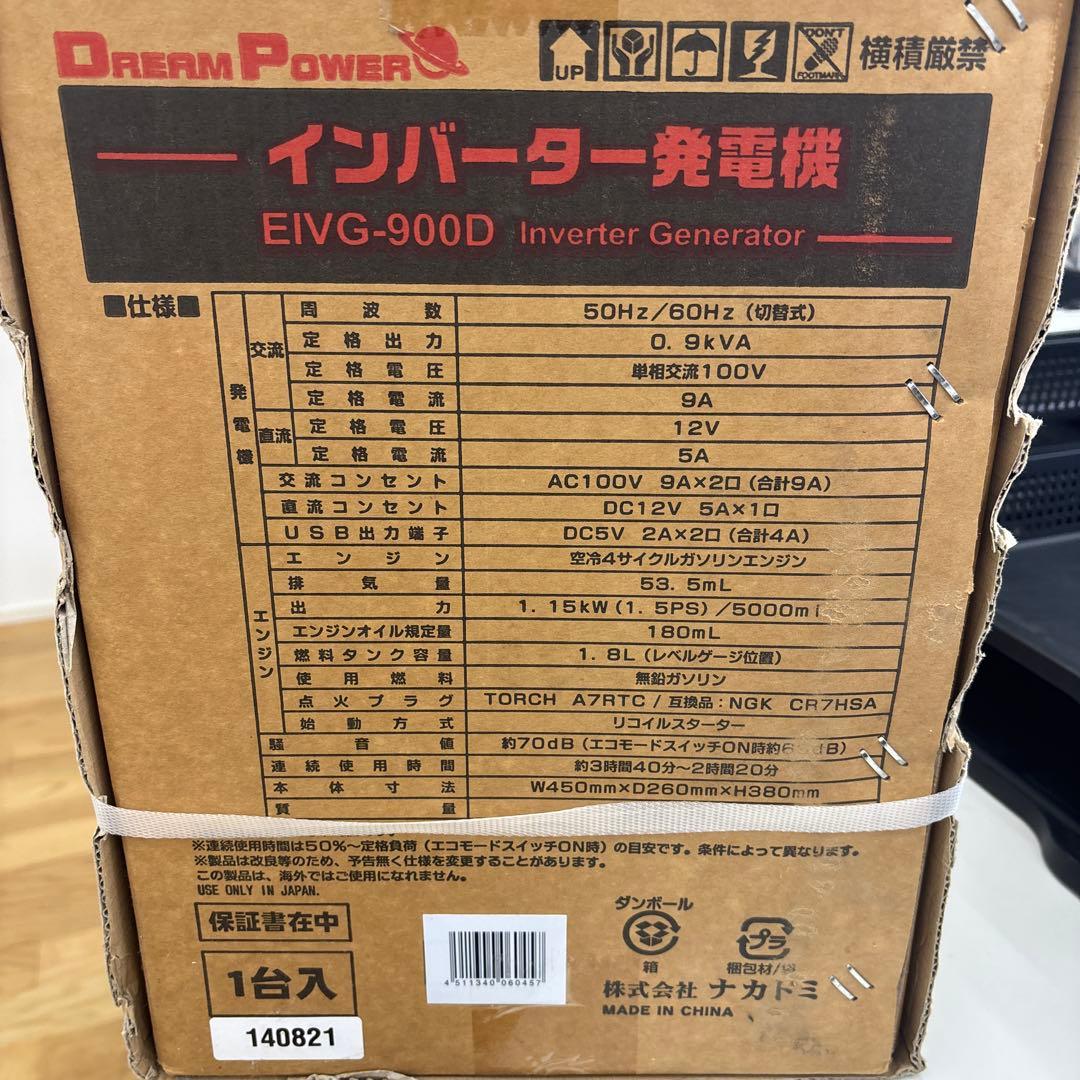 DREAM POWER
UP
DON'T
FOOTMARK
横積厳禁
インバーター発電機
EIVG-900D Inverter Generator
■仕様■
発電機
交流
周波数 50Hz/60Hz(切替式)
定格出力 0.9kVA
定格電圧 単相交流100V
定格電流 9A
直流
定格電圧 12V
定格電流 5A
交流コンセント AC100V 9A×2口(合計9A)
直流コンセント DC12V 5A×1口
USB出力端子 DC5V 2A×2口(合計4A)
エンジン
エンジン 空冷4サイクルガソリンエンジン
排気量 53.5mL
出力 1.15kW(1.5PS)/5000m
エンジンオイル規定量 180mL
燃料タンク容量 1.8L(レベルゲージ位置)
使用燃料 無鉛ガソリン
点火プラグ TORCH A7RTC/互換品:NGK CR7HSA
始動方式 リコイルスターター
騒音値 約70dB(エコモードスイッチON時約6 dB)
連続使用時間 約3時間40分~2時間20分
本体寸法 W450mm×D260mm×H380mm
質量
※連続使用時間は50%~定格負荷(エコモードスイッチON時)の目安です。条件によって異なります。
※製品は改良等のため、予告無く仕様を変更することがあります。
この製品は、海外ではご使用になれません。
USE ONLY IN JAPAN.
保証書在中
1台入
140821
4511340060457
ダンボール
箱
プラ
梱包材/袋
株式会社 ナカトミ
MADE IN CHINA